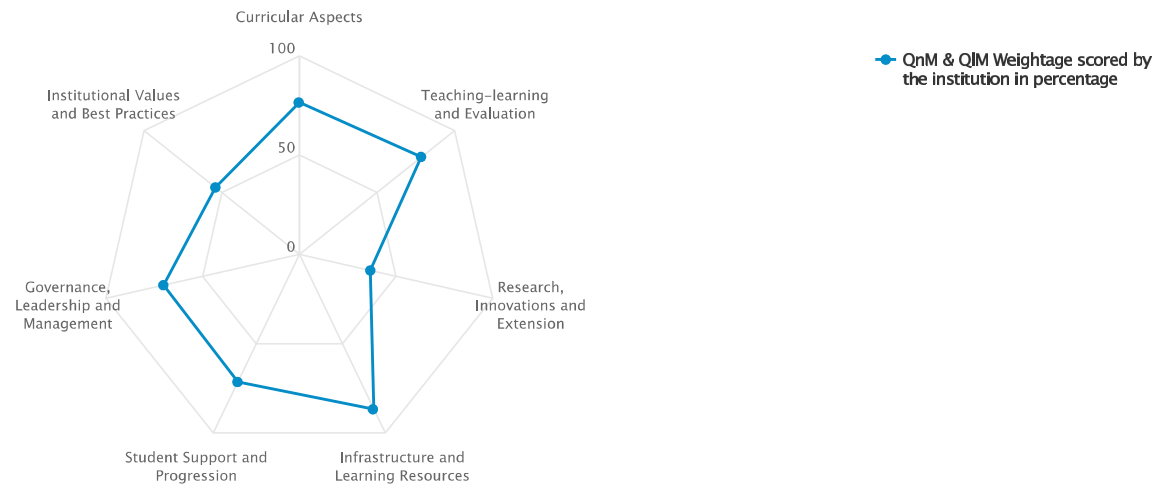 Curricular Aspects
100
50
0
Teaching-learning
and Evaluation
Research,
Innovations and
Extension
Infrastructure and
Learning Resources
Student Support and
Progression
Governance,
Leadership and
Management
Institutional Values
and Best Practices
QnM & QlM Weightage scored by
the institution in percentage